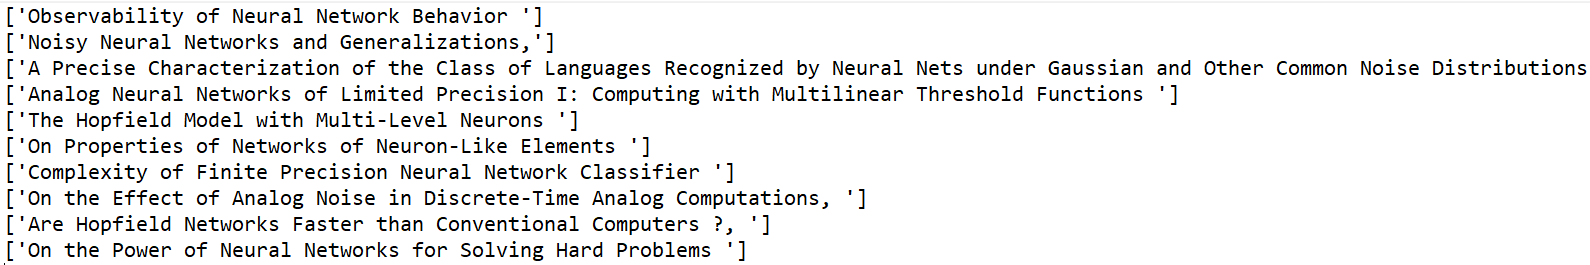 ['Observability of Neural Network Behavior ']
['Noisy Neural Networks and Generalizations,']
['A Precise Characterization of the Class of Languages Recognized by Neural Nets under Gaussian and Other Common Noise Distributions
['Analog Neural Networks of Limited Precision I: Computing with Multilinear Threshold Functions ']
['The Hopfield Model with Multi-Level Neurons ']
['On Properties of Networks of Neuron-Like Elements ']
['Complexity of Finite Precision Neural Network Classifier ']
['On the Effect of Analog Noise in Discrete-Time Analog Computations, ']
['Are Hopfield Networks Faster than Conventional Computers ?, ']
['On the Power of Neural Networks for Solving Hard Problems ']